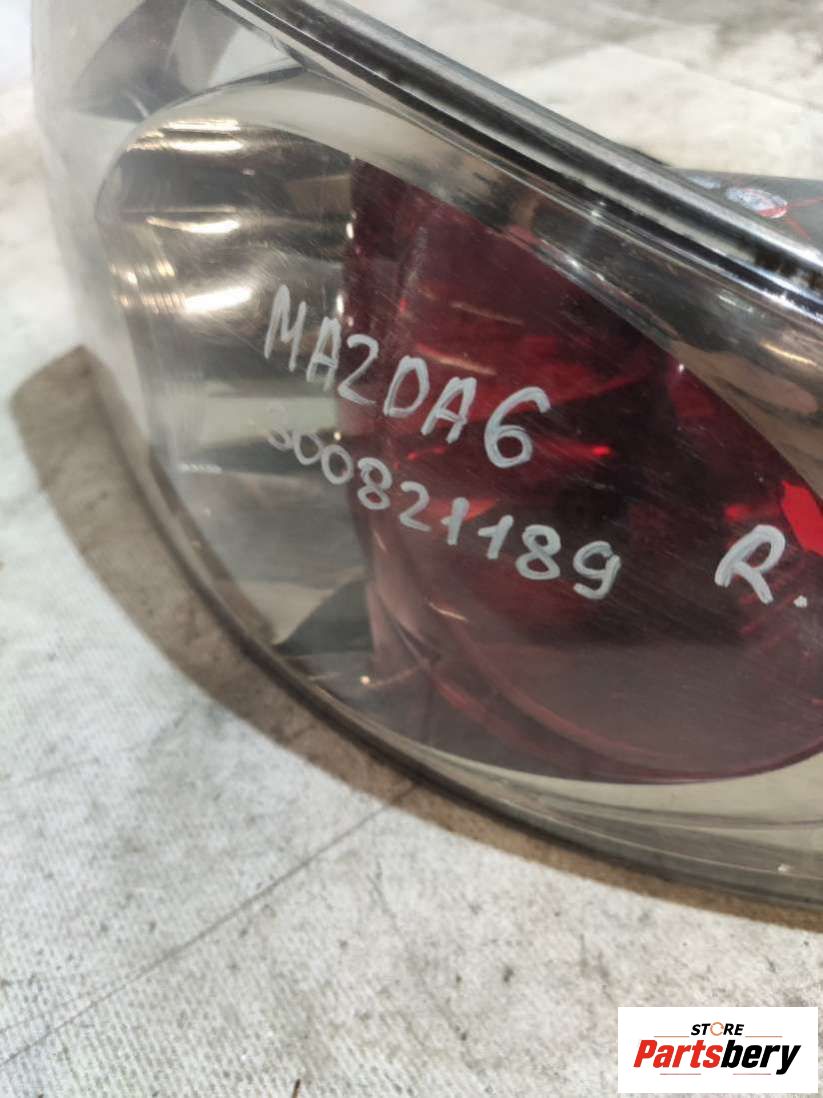 MAZDA6
300821189
R.
STORE
Partsbery